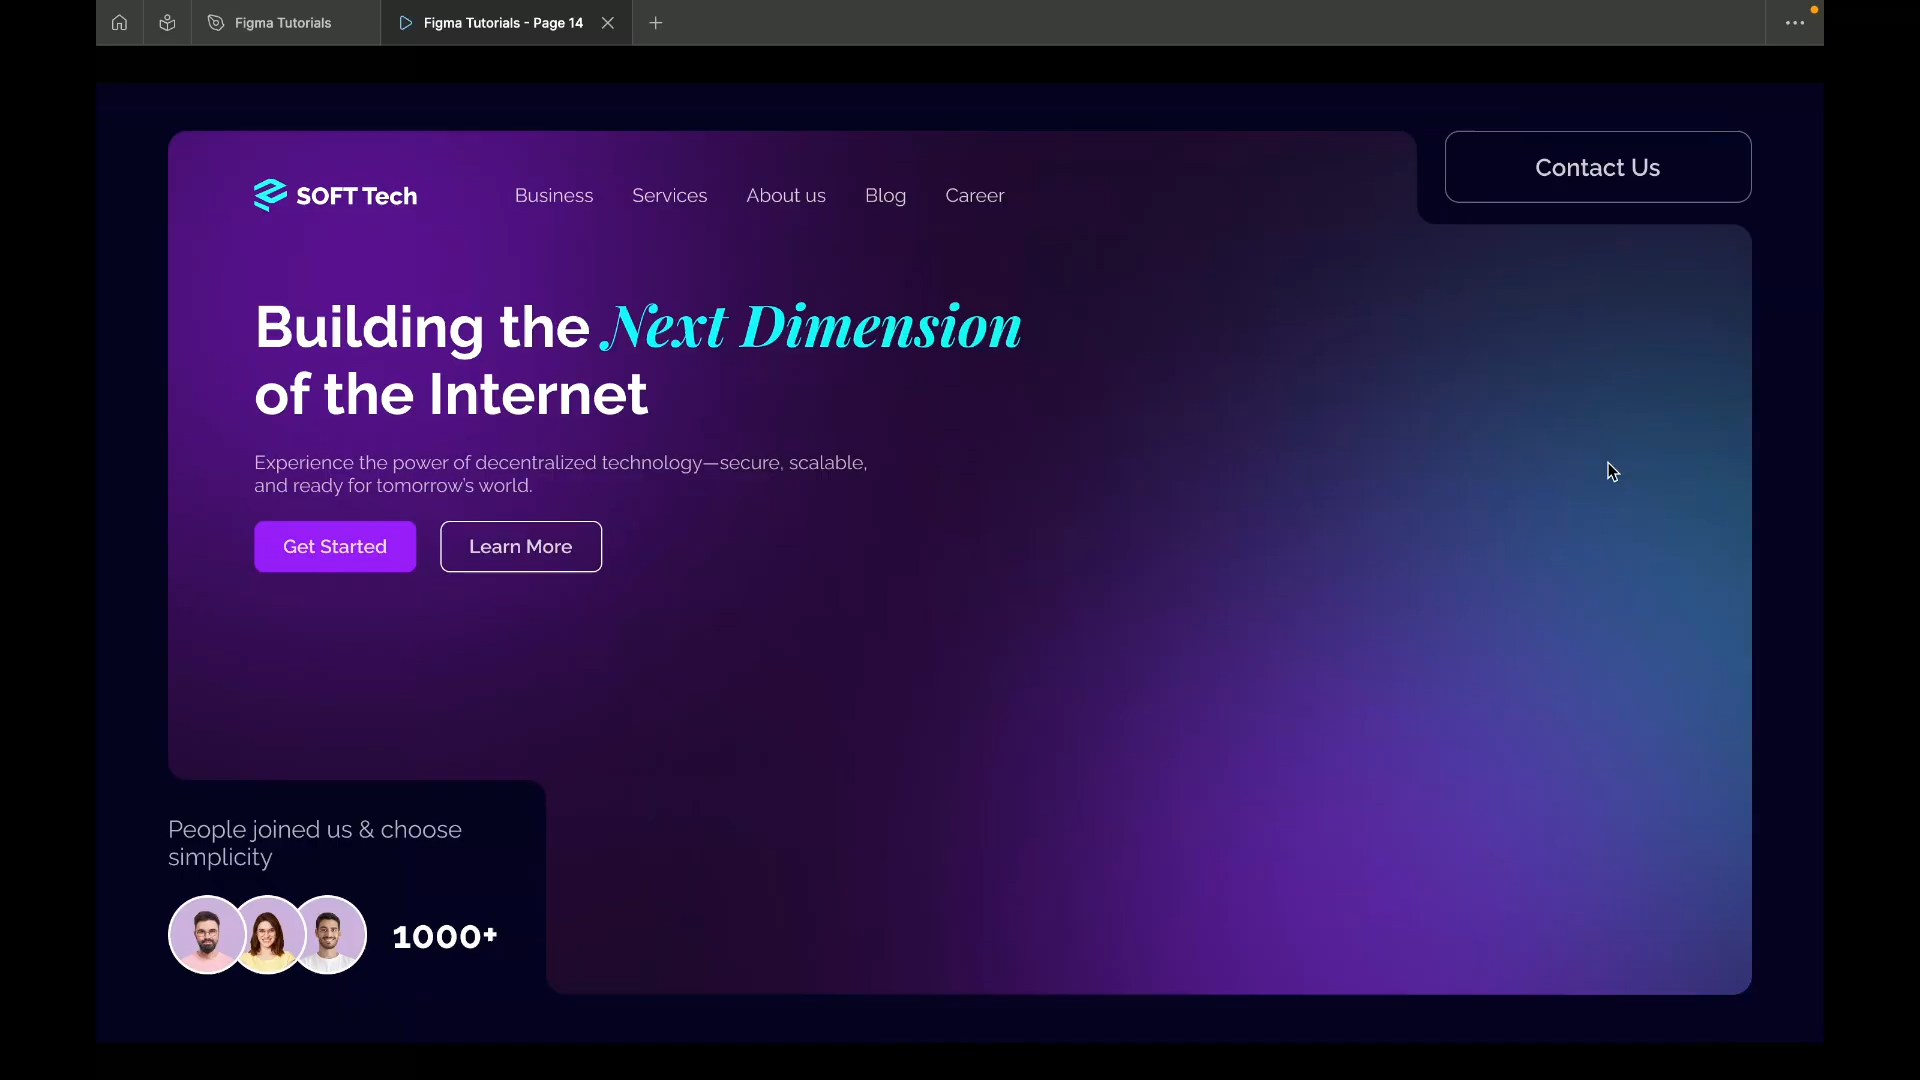 Figma Tutorials
Figma Tutorials - Page 14
Contact Us
SOFT Tech
Business
Services
About us
Blog
Career
Building the Next Dimension
of the Internet
Experience the power of decentralized technology—secure, scalable,
and ready for tomorrow's world.
Get Started
Learn More
People joined us & choose
simplicity
1000+